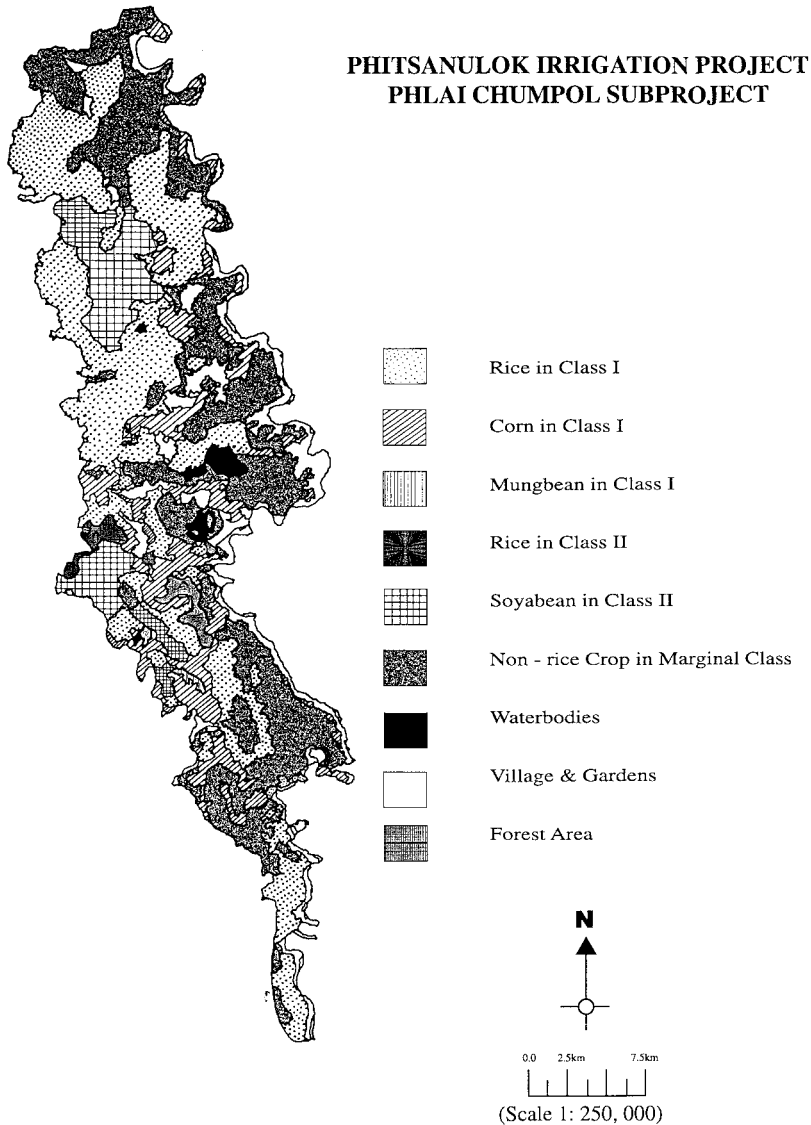 PHITSANULOK IRRIGATION PROJECT
PHLAI CHUMPOL SUBPROJECT
Rice in Class I
Corn in Class I
Mungbean in Class I
Rice in Class II
Soyabean in Class II
Non - rice Crop in Marginal Class
Waterbodies
Village & Gardens
Forest Area
N
0.0 2.5km 7.5km
(Scale 1: 250, 000)